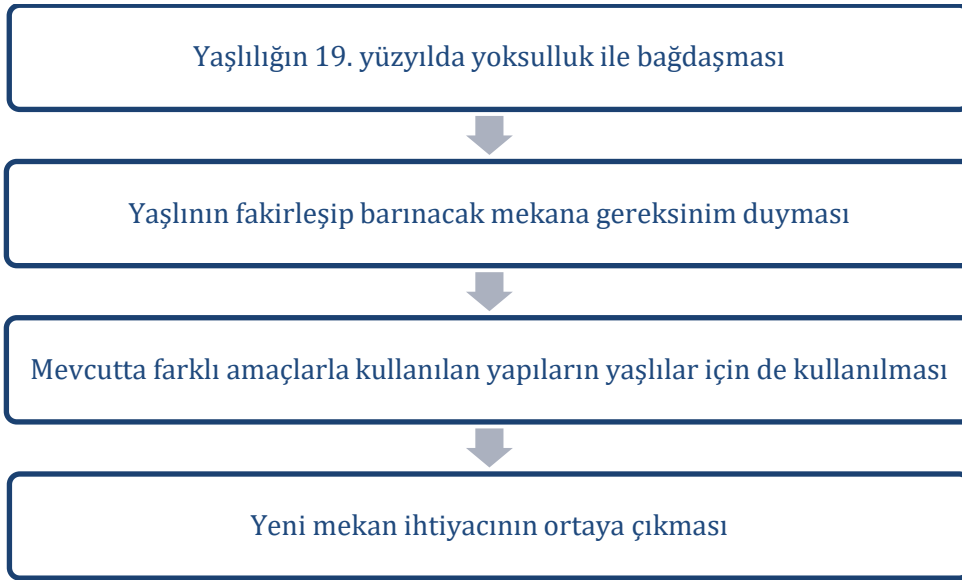 Yaşlılığın 19. yüzyılda yoksulluk ile bağdaşması
Yaşlının fakirleşip barınacak mekana gereksinim duyması
Mevcutta farklı amaçlarla kullanılan yapıların yaşlılar için de kullanılması
Yeni mekan ihtiyacının ortaya çıkması